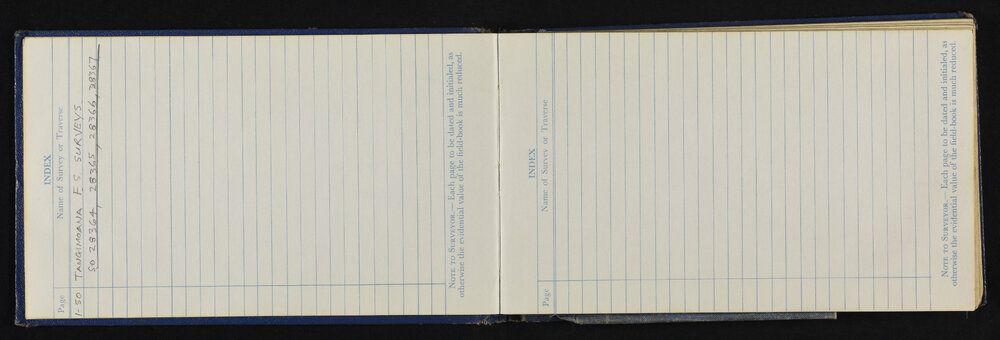 INDEX
Page Name of Survey or Traverse
1-50 TANGIMOANA F.S. SURVEYS
SO 28364, 28365, 28366, 28367
NOTE TO SURVEYOR.— Each page to be dated and initialed, as
otherwise the evidential value of the field-book is much reduced.
INDEX
Page Name of Survey or Traverse
NOTE TO SURVEYOR.— Each page to be dated and initialed, as
otherwise the evidential value of the field-book is much reduced.